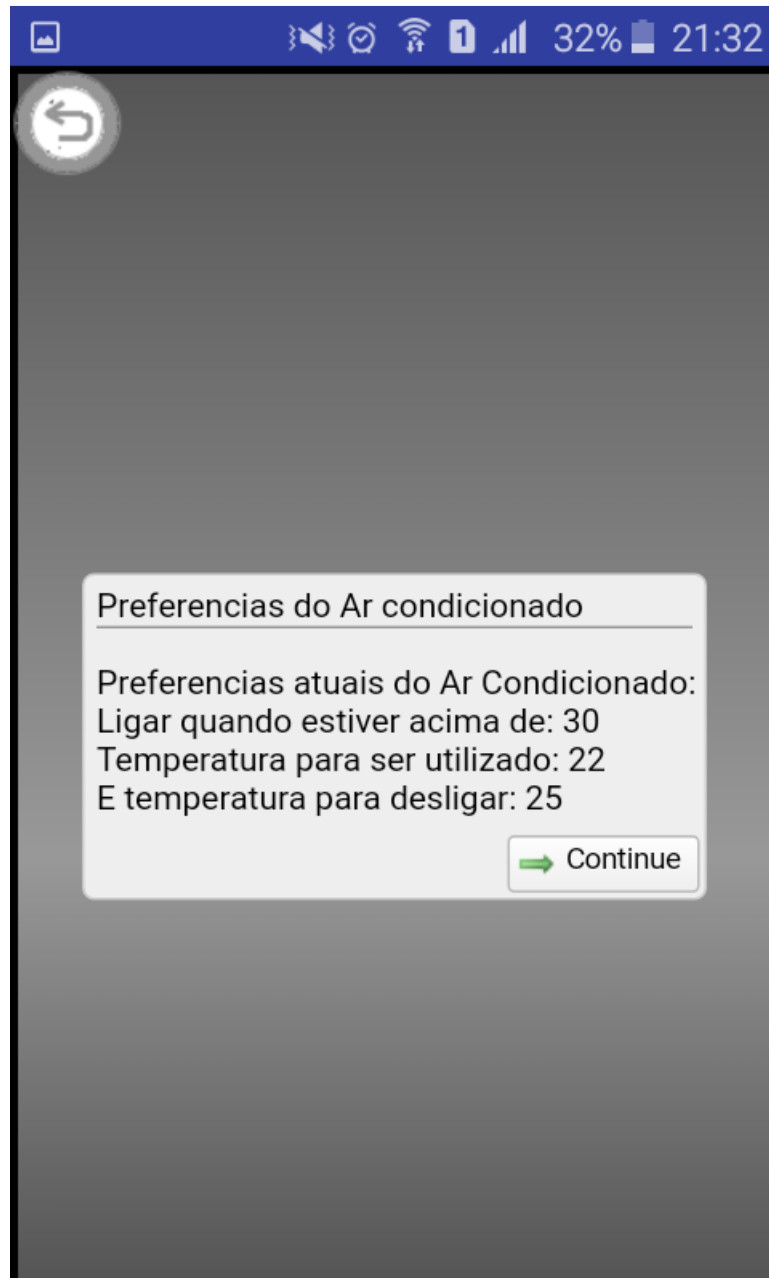 1 32% 21:32
Preferencias do Ar condicionado
Preferencias atuais do Ar Condicionado:
Ligar quando estiver acima de: 30
Temperatura para ser utilizado: 22
E temperatura para desligar: 25
Continue